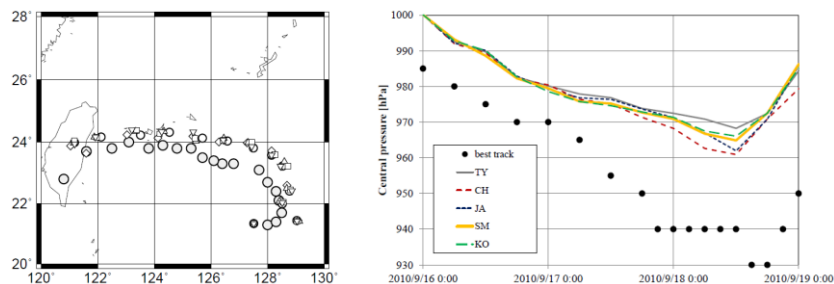 28°
26°
24°
22°
20°
120° 122° 124° 126° 128° 130°
Central pressure [hPa]
1000
990
980
970
960
950
940
930
best track
TY
CH
JA
SM
KO
2010/9/16 0:00 2010/9/17 0:00 2010/9/18 0:00 2010/9/19 0:00